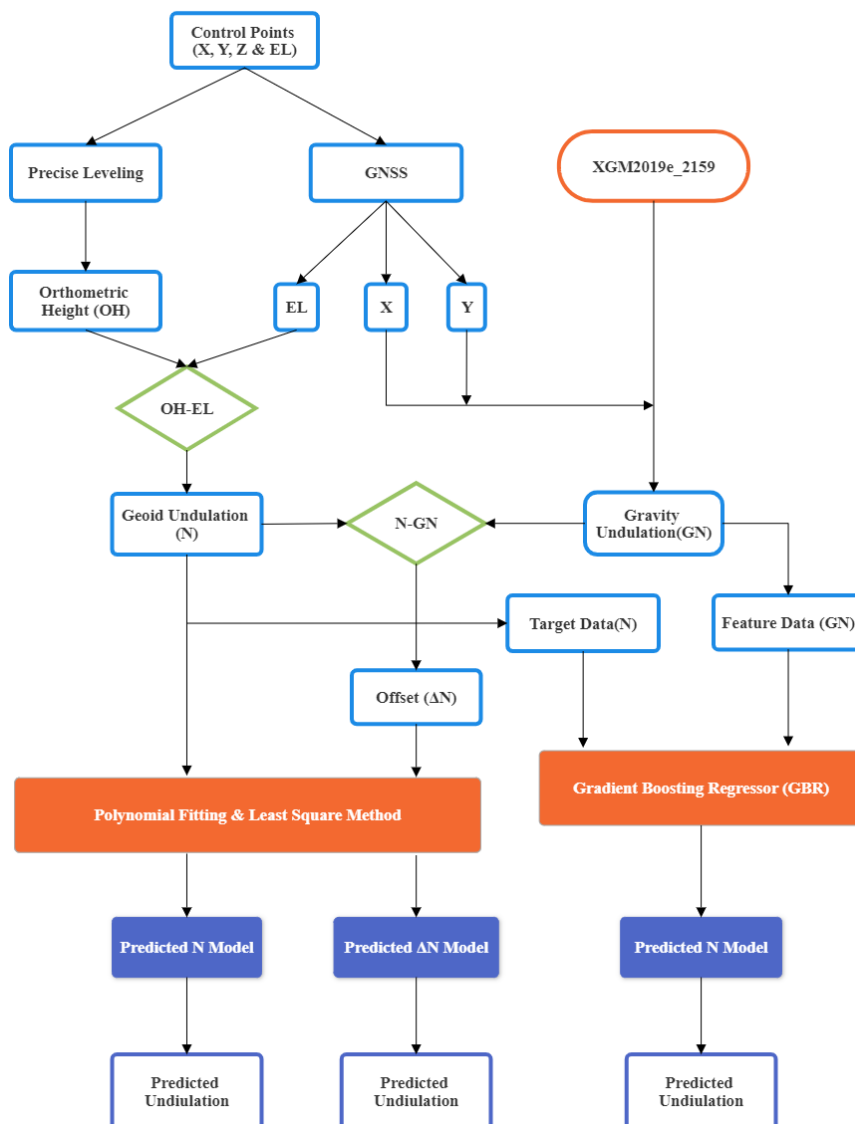 Control Points
(X, Y, Z & EL)
Precise Leveling
GNSS
XGM2019e_2159
Orthometric
Height (OH)
EL
X
Y
OH-EL
Geoid Undulation
(N)
N-GN
Gravity
Undulation(GN)
Target Data(N)
Feature Data (GN)
Offset (ΔN)
Polynomial Fitting & Least Square Method
Gradient Boosting Regressor (GBR)
Predicted N Model
Predicted ΔN Model
Predicted N Model
Predicted
Undiulation
Predicted
Undiulation
Predicted
Undiulation